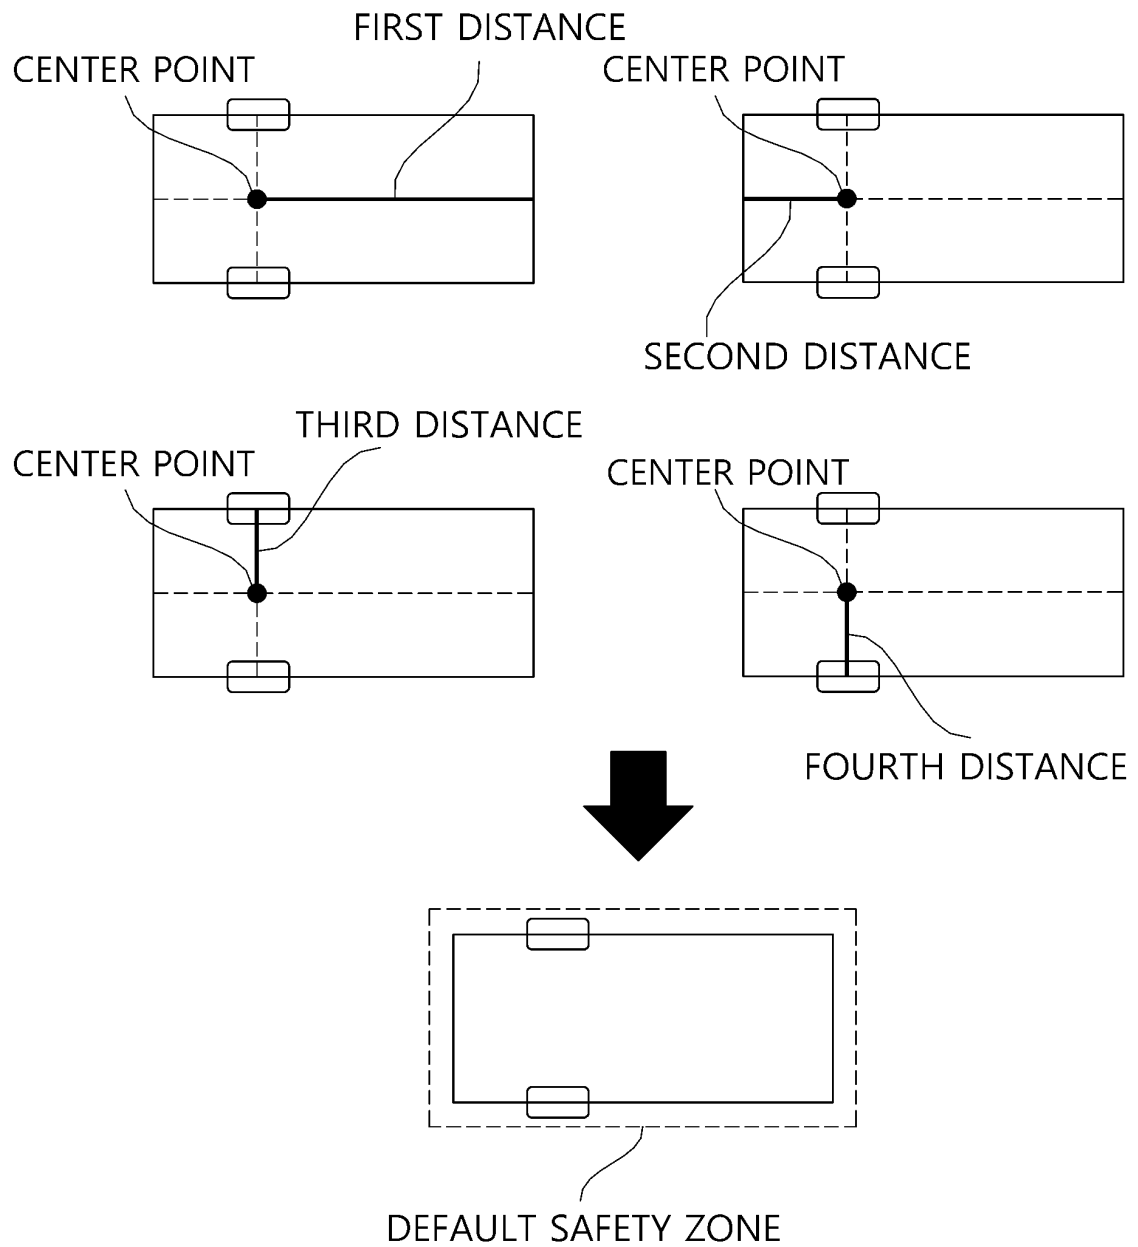 FIRST DISTANCE
CENTER POINT
CENTER POINT
SECOND DISTANCE
THIRD DISTANCE
CENTER POINT
CENTER POINT
FOURTH DISTANCE
DEFAULT SAFETY ZONE